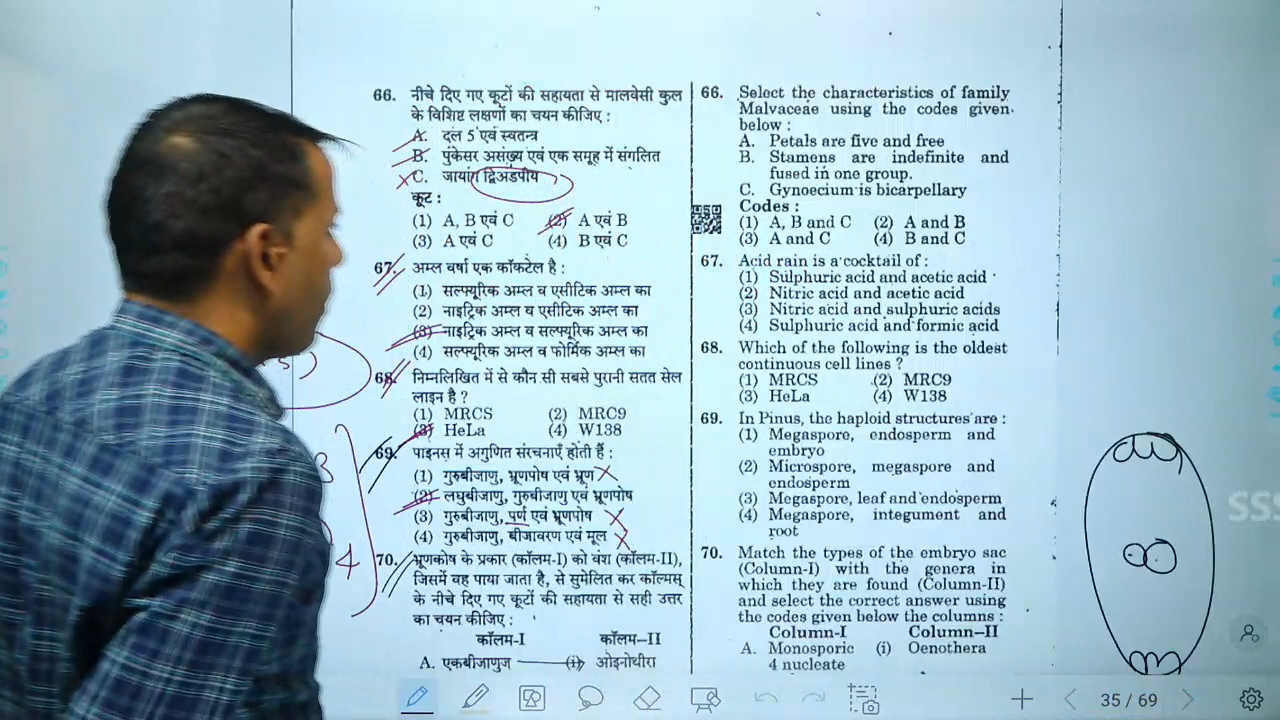 66. नीचे दिए गए कूटों की सहायता से मालवेसी कुल
के विशिष्ट लक्षणों का चयन कीजिए :
A. दल 5 एवं स्वतन्त्र
B. पुंकेसर असंख्य एवं एक समूह में संगलित
C. जायांग द्विअंडपीय
कूट :
(1) A, B एवं C (2) A एवं B
(3) A एवं C (4) B एवं C
67. अम्ल वर्षा एक कॉकटेल है :
(1) सल्फ्यूरिक अम्ल व एसीटिक अम्ल का
(2) नाइट्रिक अम्ल व एसीटिक अम्ल का
(3) नाइट्रिक अम्ल व सल्फ्यूरिक अम्ल का
(4) सल्फ्यूरिक अम्ल व फोर्मिक अम्ल का
68. निम्नलिखित में से कौन सी सबसे पुरानी सतत सेल
लाइन है ?
(1) MRCS (2) MRC9
(3) HeLa (4) W138
69. पाइनस में अगुणित संरचनाएँ होती हैं :
(1) गुरुबीजाणु, भ्रूणपोष एवं भ्रूण
(2) लघुबीजाणु, गुरुबीजाणु एवं भ्रूणपोष
(3) गुरुबीजाणु, पर्ण एवं भ्रूणपोष
(4) गुरुबीजाणु, बीजावरण एवं मूल
70. भ्रूणकोष के प्रकार (कॉलम-I) को वंश (कॉलम-II),
जिसमें वह पाया जाता है, से सुमेलित कर कॉलमस्
के नीचे दिए गए कूटों की सहायता से सही उत्तर
का चयन कीजिए :
कॉलम-I कॉलम-II
A. एकबीजाणुज (i) ओइनोथीरा
3
4
66. Select the characteristics of family
Malvaceae using the codes given
below :
A. Petals are five and free
B. Stamens are indefinite and
fused in one group.
C. Gynoecium is bicarpellary
Codes :
(1) A, B and C (2) A and B
(3) A and C (4) B and C
67. Acid rain is a cocktail of :
(1) Sulphuric acid and acetic acid
(2) Nitric acid and acetic acid
(3) Nitric acid and sulphuric acids
(4) Sulphuric acid and formic acid
68. Which of the following is the oldest
continuous cell lines ?
(1) MRCS (2) MRC9
(3) HeLa (4) W138
69. In Pinus, the haploid structures are :
(1) Megaspore, endosperm and
embryo
(2) Microspore, megaspore and
endosperm
(3) Megaspore, leaf and endosperm
(4) Megaspore, integument and
root
70. Match the types of the embryo sac
(Column-I) with the genera in
which they are found (Column-II)
and select the correct answer using
the codes given below the columns :
Column-I Column-II
A. Monosporic (i) Oenothera
4 nucleate
SSS
35 / 69